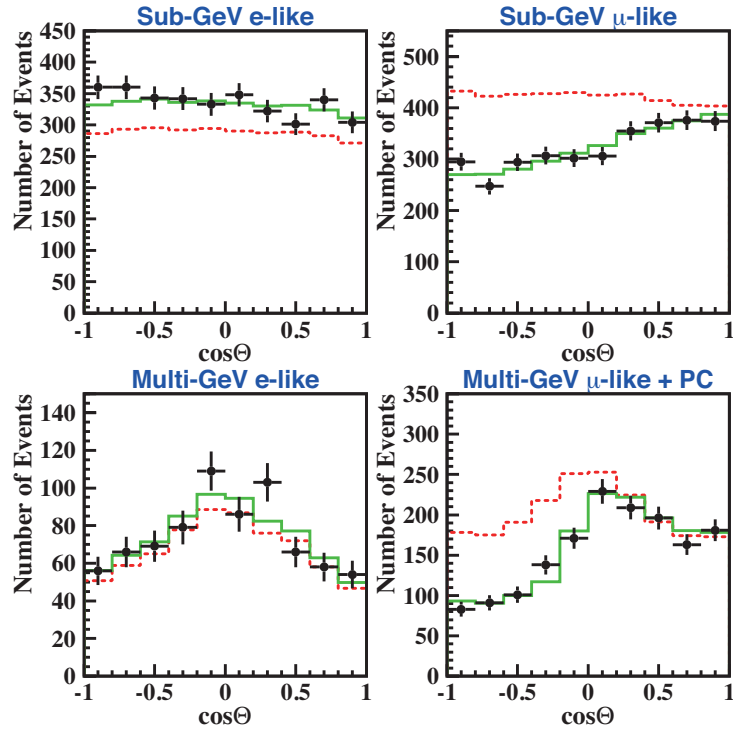 Sub-GeV e-like
Number of Events
450
400
350
300
250
200
150
100
50
0
-1 -0.5 0 0.5 1
cosΘ
Sub-GeV μ-like
Number of Events
500
400
300
200
100
0
-1 -0.5 0 0.5 1
cosΘ
Multi-GeV e-like
Number of Events
140
120
100
80
60
40
20
0
-1 -0.5 0 0.5 1
cosΘ
Multi-GeV μ-like + PC
Number of Events
350
300
250
200
150
100
50
0
-1 -0.5 0 0.5 1
cosΘ